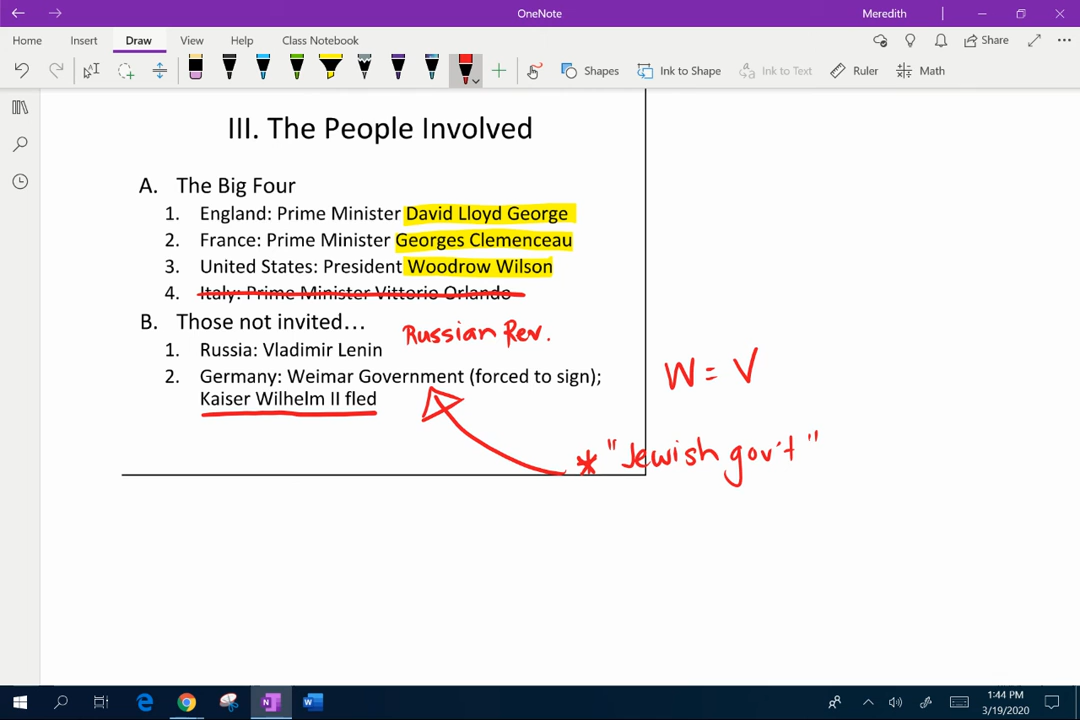 OneNote
Meredith
Home Insert Draw View Help Class Notebook
Share
Shapes Ink to Shape Ink to Text Ruler Math
III. The People Involved
A. The Big Four
1. England: Prime Minister David Lloyd George
2. France: Prime Minister Georges Clemenceau
3. United States: President Woodrow Wilson
4. Italy: Prime Minister Vittorio Orlando
B. Those not invited...
Russian Rev.
1. Russia: Vladimir Lenin
2. Germany: Weimar Government (forced to sign);
Kaiser Wilhelm II fled
W = V
* "Jewish gov't"
1:44 PM
3/19/2020